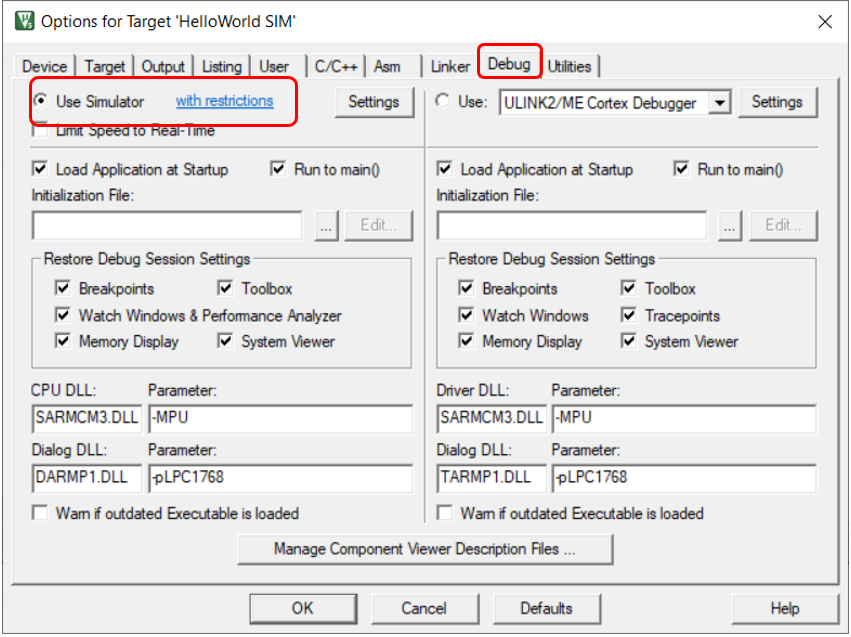 Options for Target 'HelloWorld SIM'
Device Target Output Listing User C/C++ Asm Linker Debug Utilities
Use Simulator with restrictions Settings Use: ULINK2/ME Cortex Debugger Settings
Limit Speed to Real-Time
Load Application at Startup Run to main() Load Application at Startup Run to main()
Initialization File: Initialization File:
... Edit... ... Edit...
Restore Debug Session Settings Restore Debug Session Settings
Breakpoints Toolbox Breakpoints Toolbox
Watch Windows & Performance Analyzer Watch Windows Tracepoints
Memory Display System Viewer Memory Display System Viewer
CPU DLL: Parameter: Driver DLL: Parameter:
SARMCM3.DLL -MPU SARMCM3.DLL -MPU
Dialog DLL: Parameter: Dialog DLL: Parameter:
DARMP1.DLL -pLPC1768 TARMP1.DLL -pLPC1768
Warn if outdated Executable is loaded Warn if outdated Executable is loaded
Manage Component Viewer Description Files ...
OK Cancel Defaults Help